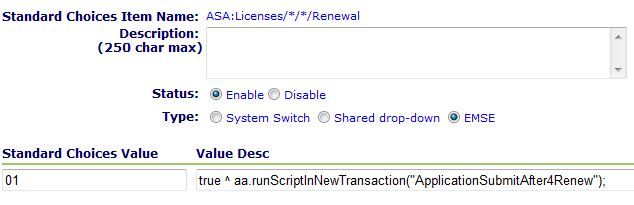 Standard Choices Item Name: ASA:Licenses/*/*/Renewal
Description:
(250 char max)
Status: Enable Disable
Type: System Switch Shared drop-down EMSE
Standard Choices Value Value Desc
01 true ^ aa.runScriptInNewTransaction("ApplicationSubmitAfter4Renew");